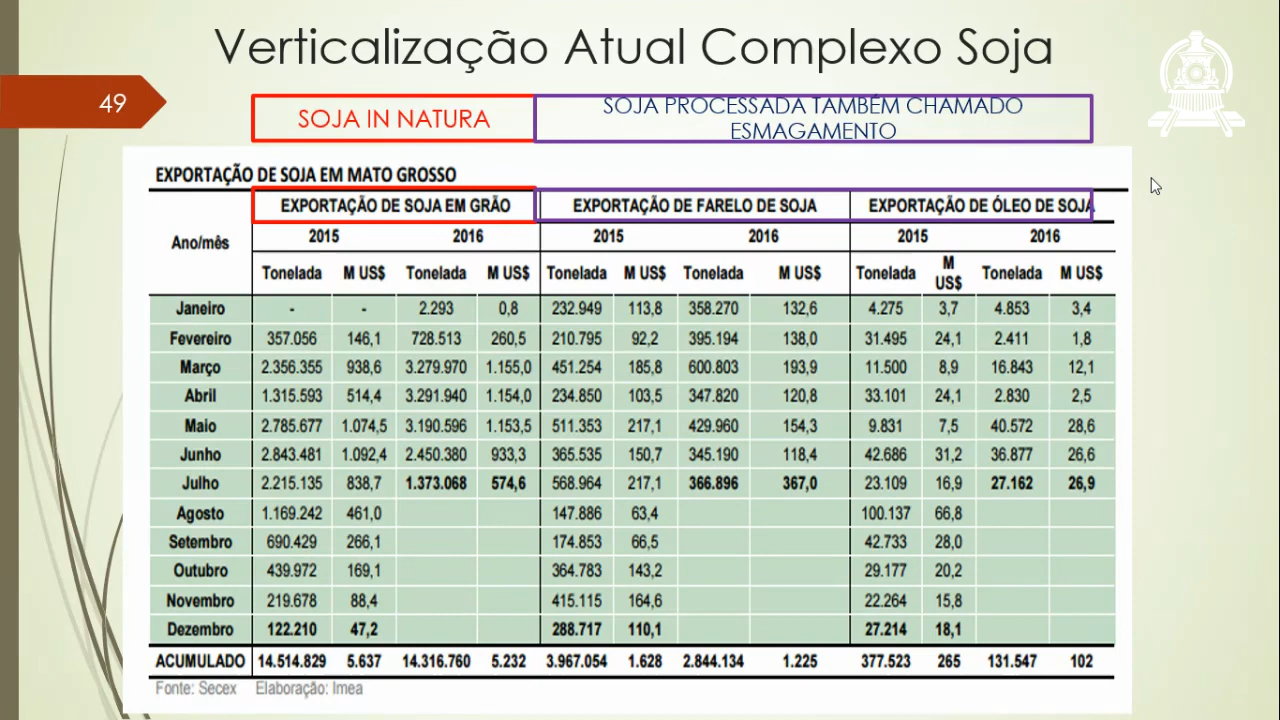 Verticalização Atual Complexo Soja
49
SOJA IN NATURA
SOJA PROCESSADA TAMBÉM CHAMADO
ESMAGAMENTO
EXPORTAÇÃO DE SOJA EM MATO GROSSO
Ano/mês EXPORTAÇÃO DE SOJA EM GRÃO EXPORTAÇÃO DE FARELO DE SOJA EXPORTAÇÃO DE ÓLEO DE SOJA
2015 2016 2015 2016 2015 2016
Tonelada M US$ Tonelada M US$ Tonelada M US$ Tonelada M US$ Tonelada M US$ Tonelada M US$
Janeiro - - 2.293 0,8 232.949 113,8 358.270 132,6 4.275 3,7 4.853 3,4
Fevereiro 357.056 146,1 728.513 260,5 210.795 92,2 395.194 138,0 31.495 24,1 2.411 1,8
Março 2.356.355 938,6 3.279.970 1.155,0 451.254 185,8 600.803 193,9 11.500 8,9 16.843 12,1
Abril 1.315.593 514,4 3.291.940 1.154,0 234.850 103,5 347.820 120,8 33.101 24,1 2.830 2,5
Maio 2.785.677 1.074,5 3.190.596 1.153,5 511.353 217,1 429.960 154,3 9.831 7,5 40.572 28,6
Junho 2.843.481 1.092,4 2.450.380 933,3 365.535 150,7 345.190 118,4 42.686 31,2 36.877 26,6
Julho 2.215.135 838,7 1.373.068 574,6 568.964 217,1 366.896 367,0 23.109 16,9 27.162 26,9
Agosto 1.169.242 461,0 147.886 63,4 100.137 66,8
Setembro 690.429 266,1 174.853 66,5 42.733 28,0
Outubro 439.972 169,1 364.783 143,2 29.177 20,2
Novembro 219.678 88,4 415.115 164,6 22.264 15,8
Dezembro 122.210 47,2 288.717 110,1 27.214 18,1
ACUMULADO 14.514.829 5.637 14.316.760 5.232 3.967.054 1.628 2.844.134 1.225 377.523 265 131.547 102
Fonte: Secex Elaboração: Imea